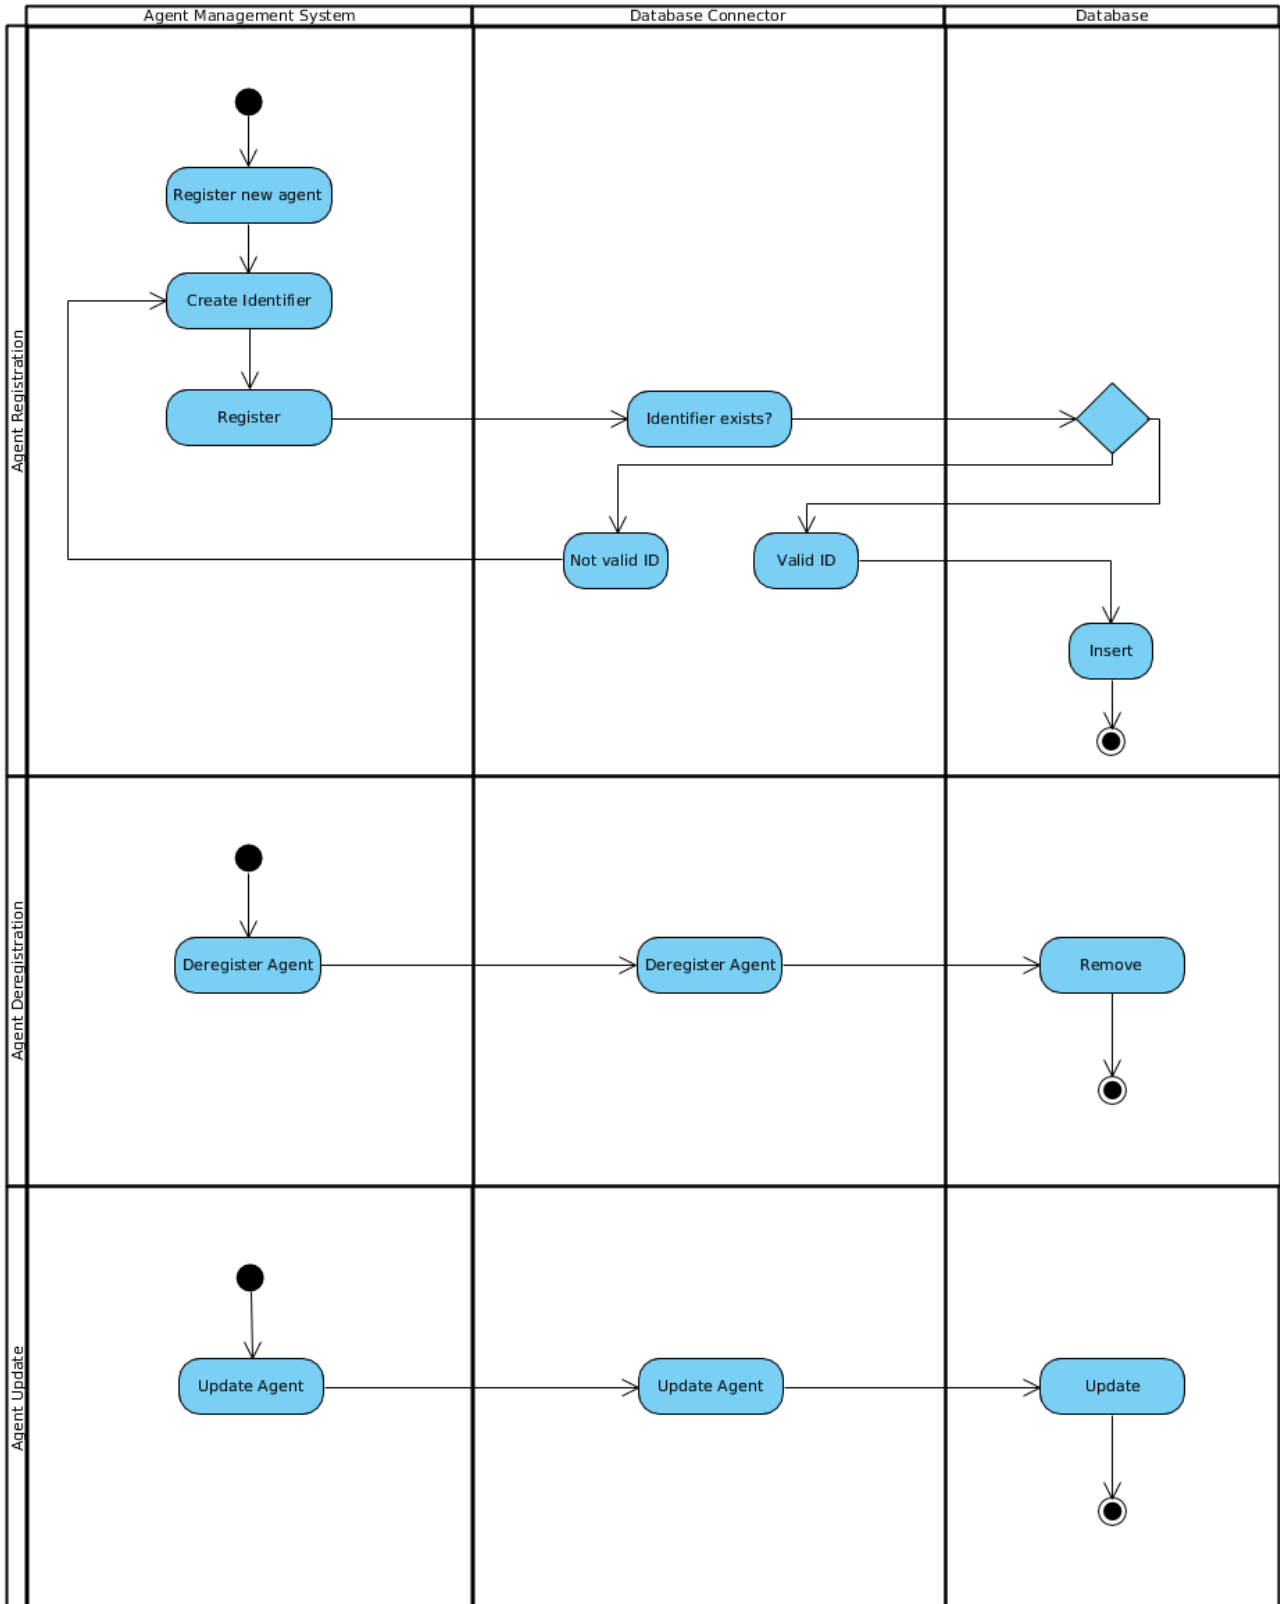 Agent Management System
Database Connector
Database
Agent Registration
Register new agent
Create Identifier
Register
Identifier exists?
Not valid ID
Valid ID
Insert
Agent Deregistration
Deregister Agent
Deregister Agent
Remove
Agent Update
Update Agent
Update Agent
Update